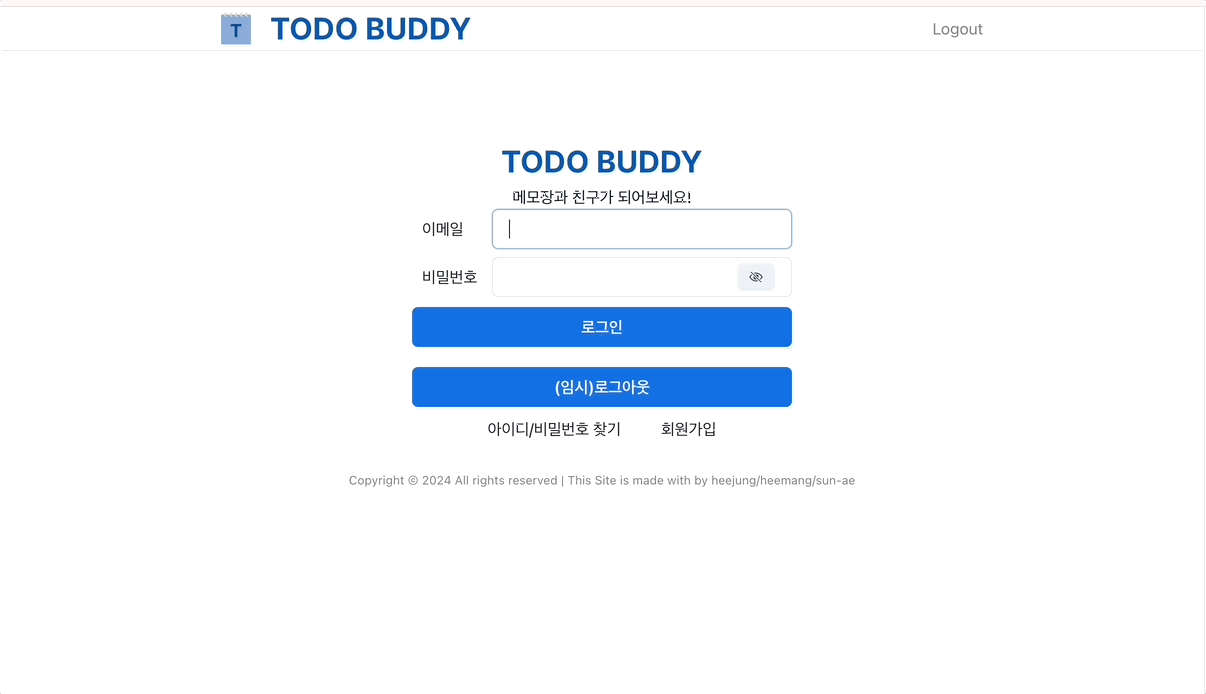 T TODO BUDDY Logout
TODO BUDDY
메모장과 친구가 되어보세요!
이메일
비밀번호
로그인
(임시)로그아웃
아이디/비밀번호 찾기 회원가입
Copyright © 2024 All rights reserved | This Site is made with by heejung/heemang/sun-ae